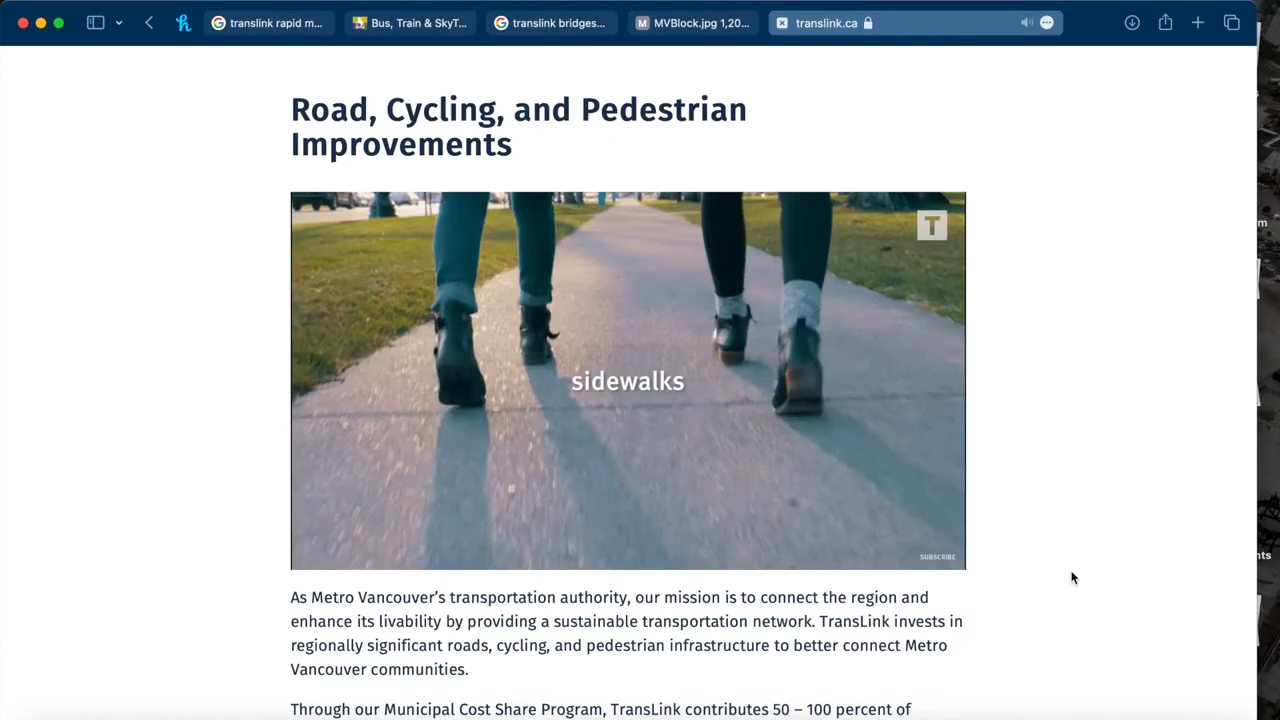 translink rapid m...
Bus, Train & SkyT...
translink bridges...
MVBlock.jpg 1,20...
translink.ca
Road, Cycling, and Pedestrian
Improvements
T
sidewalks
SUBSCRIBE
As Metro Vancouver’s transportation authority, our mission is to connect the region and
enhance its livability by providing a sustainable transportation network. TransLink invests in
regionally significant roads, cycling, and pedestrian infrastructure to better connect Metro
Vancouver communities.
Through our Municipal Cost Share Program, TransLink contributes 50 – 100 percent of